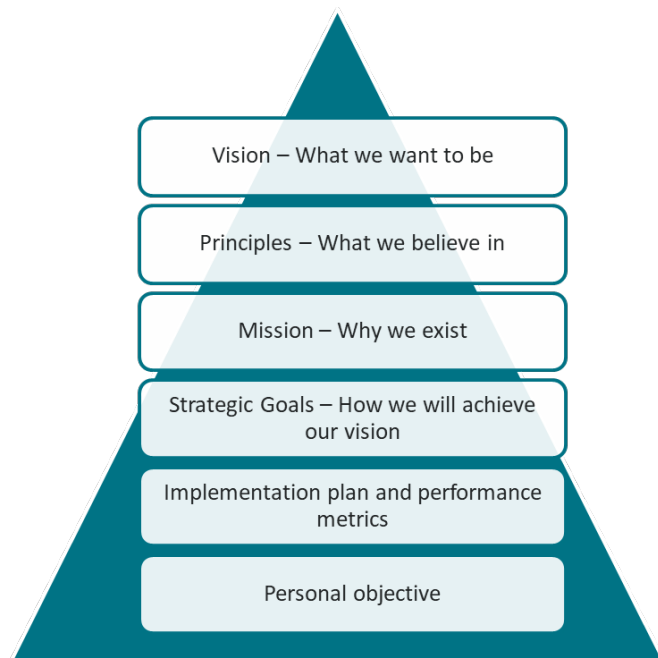 Vision – What we want to be
Principles – What we believe in
Mission – Why we exist
Strategic Goals – How we will achieve
our vision
Implementation plan and performance
metrics
Personal objective